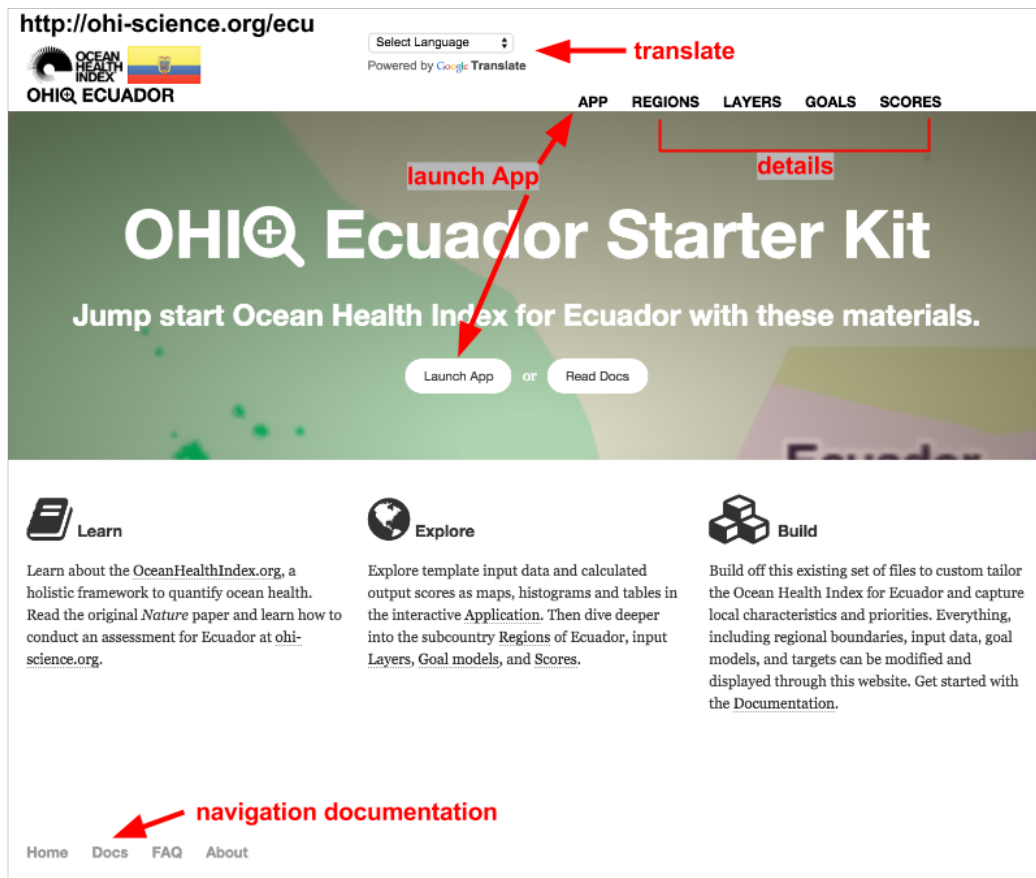 http://ohi-science.org/ecu
Select Language
Powered by Google Translate
translate
OCEAN
HEALTH
INDEX
OHI ECUADOR
APP REGIONS LAYERS GOALS SCORES
launch App
details
OHI Ecuador Starter Kit
Jump start Ocean Health Index for Ecuador with these materials.
Launch App or Read Docs
Ecuador
Learn
Learn about the OceanHealthIndex.org, a
holistic framework to quantify ocean health.
Read the original Nature paper and learn how to
conduct an assessment for Ecuador at ohi-
science.org.
Explore
Explore template input data and calculated
output scores as maps, histograms and tables in
the interactive Application. Then dive deeper
into the subcountry Regions of Ecuador, input
Layers, Goal models, and Scores.
Build
Build off this existing set of files to custom tailor
the Ocean Health Index for Ecuador and capture
local characteristics and priorities. Everything,
including regional boundaries, input data, goal
models, and targets can be modified and
displayed through this website. Get started with
the Documentation.
navigation documentation
Home Docs FAQ About